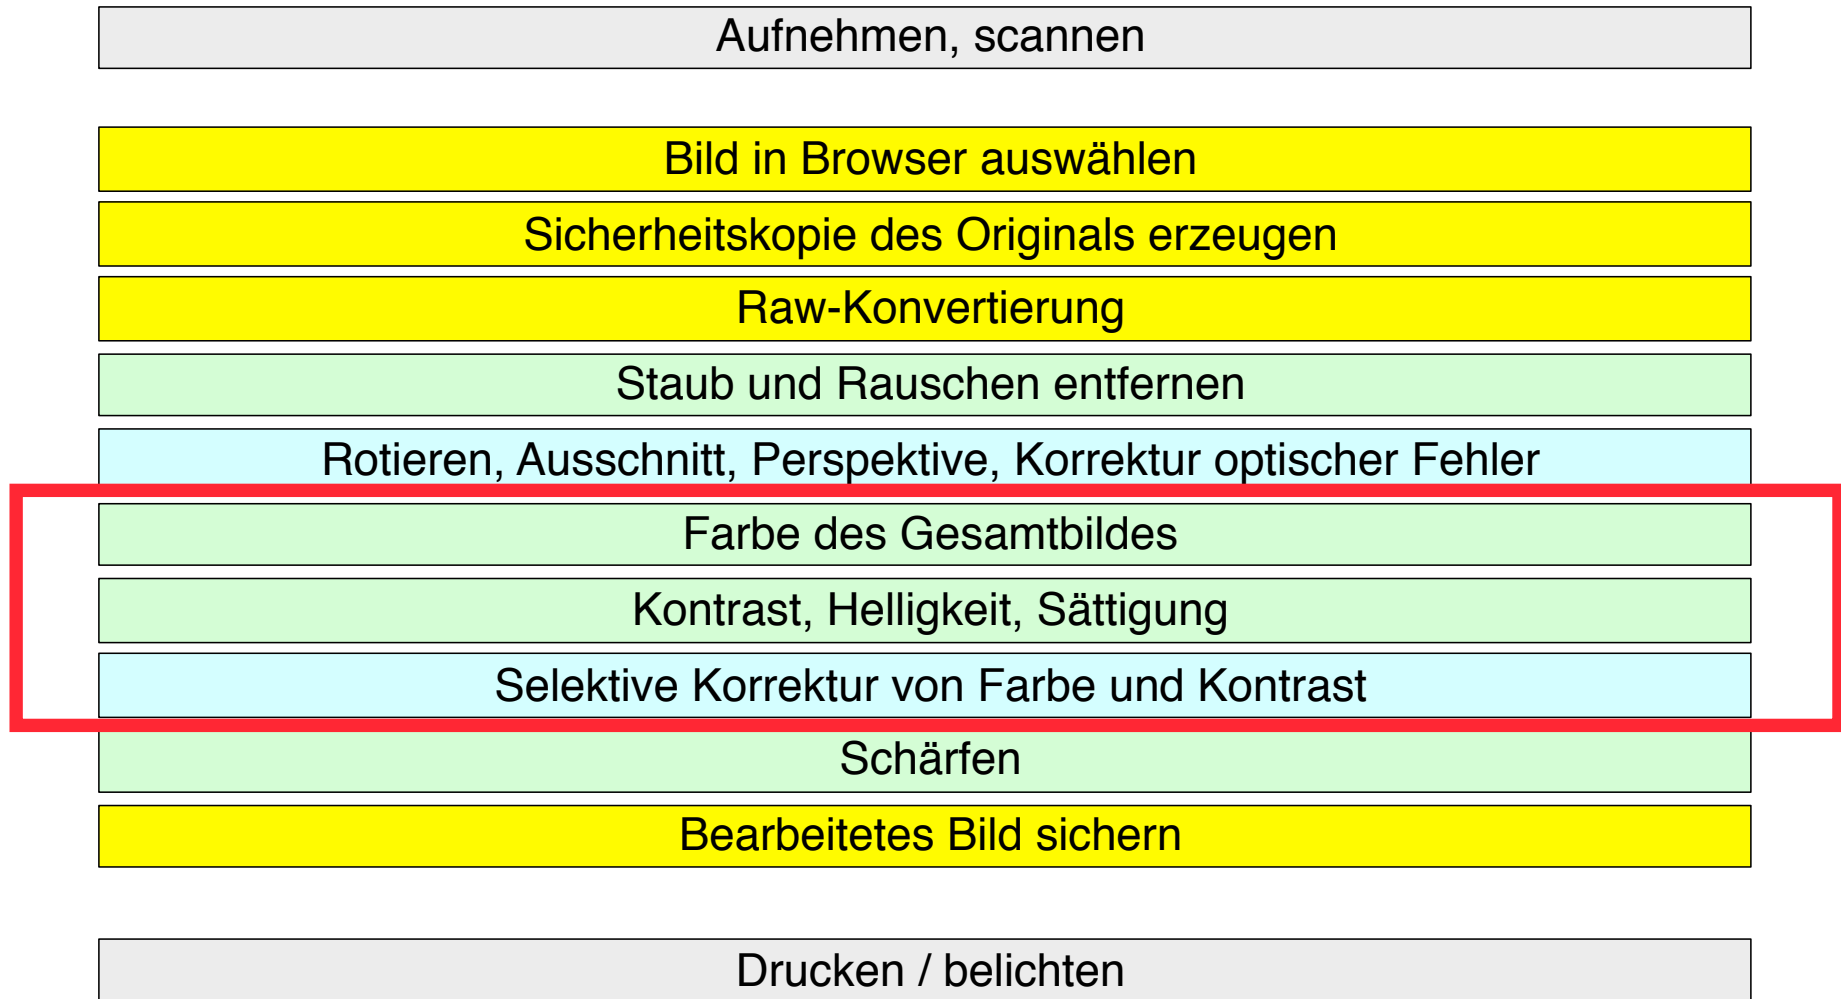 Aufnehmen, scannen
Bild in Browser auswählen
Sicherheitskopie des Originals erzeugen
Raw-Konvertierung
Staub und Rauschen entfernen
Rotieren, Ausschnitt, Perspektive, Korrektur optischer Fehler
Farbe des Gesamtbildes
Kontrast, Helligkeit, Sättigung
Selektive Korrektur von Farbe und Kontrast
Schärfen
Bearbeitetes Bild sichern
Drucken / belichten